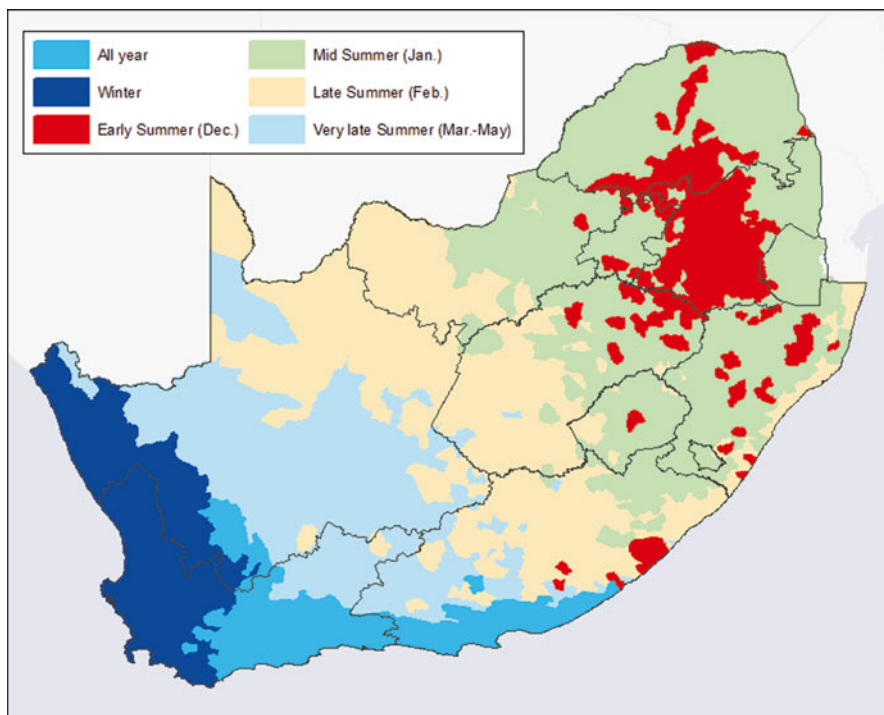 All year
Mid Summer (Jan.)
Winter
Late Summer (Feb.)
Early Summer (Dec.)
Very late Summer (Mar.-May)